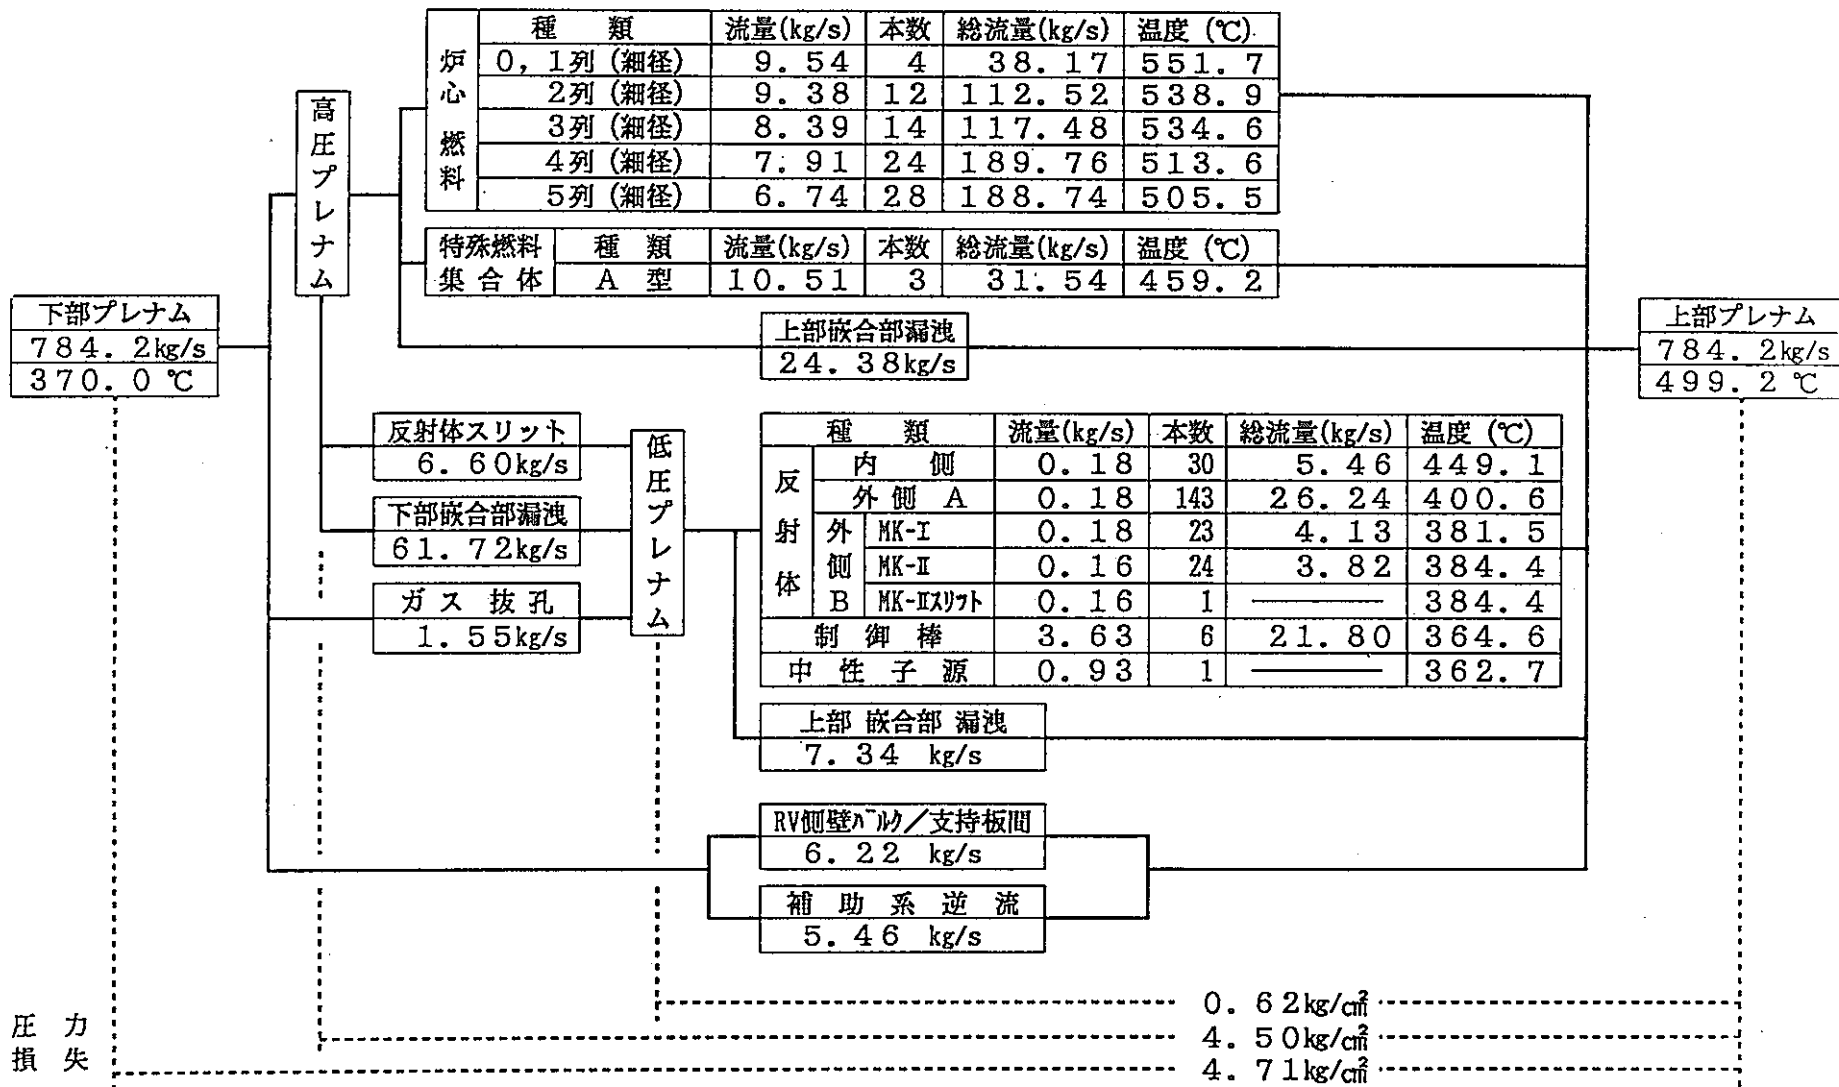 種 類 流量(kg/s) 本数 総流量(kg/s) 温度 (℃)
炉心燃料
0, 1列 (細径) 9.54 4 38.17 551.7
2列 (細径) 9.38 12 112.52 538.9
3列 (細径) 8.39 14 117.48 534.6
4列 (細径) 7.91 24 189.76 513.6
5列 (細径) 6.74 28 188.74 505.5
高圧プレナム
特殊燃料集合体
種 類 流量(kg/s) 本数 総流量(kg/s) 温度 (℃)
A 型 10.51 3 31.54 459.2
下部プレナム
784.2kg/s
370.0 ℃
上部嵌合部漏洩
24.38kg/s
上部プレナム
784.2kg/s
499.2 ℃
反射体スリット
6.60kg/s
下部嵌合部漏洩
61.72kg/s
ガス 抜孔
1.55kg/s
低圧プレナム
種 類 流量(kg/s) 本数 総流量(kg/s) 温度 (℃)
反射体
内 側 0.18 30 5.46 449.1
外側 A 0.18 143 26.24 400.6
外側B
MK-Ⅰ 0.18 23 4.13 381.5
MK-Ⅱ 0.16 24 3.82 384.4
MK-Ⅱスリット 0.16 1 ――― 384.4
制 御 棒 3.63 6 21.80 364.6
中 性 子 源 0.93 1 ――― 362.7
上部 嵌合部 漏洩
7.34 kg/s
RV側壁バルク/支持板間
6.22 kg/s
補 助 系 逆 流
5.46 kg/s
圧 力
損 失
0.62kg/c㎡
4.50kg/c㎡
4.71kg/c㎡